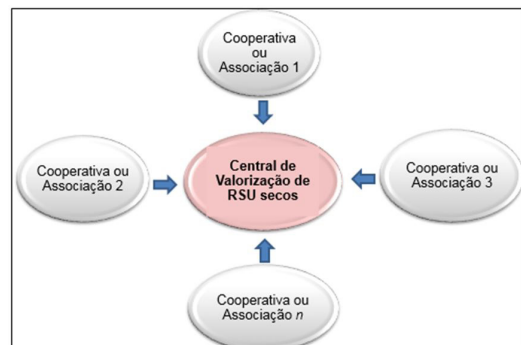 Cooperativa
ou
Associação 1
Cooperativa ou
Associação 2
Central de
Valorização de
RSU secos
Cooperativa ou
Associação 3
Cooperativa ou
Associação n